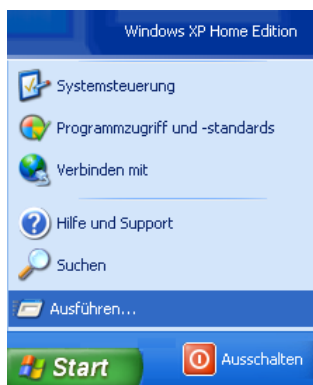 Windows XP Home Edition
Systemsteuerung
Programmzugriff und -standards
Verbinden mit
Hilfe und Support
Suchen
Ausführen...
Start
Ausschalten